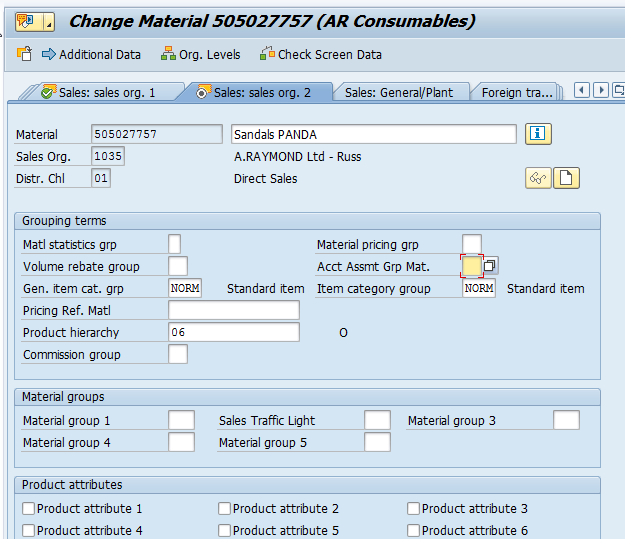 Change Material 505027757 (AR Consumables)
Additional Data Org. Levels Check Screen Data
Sales: sales org. 1 Sales: sales org. 2 Sales: General/Plant Foreign tra...
Material 505027757 Sandals PANDA
Sales Org. 1035 A.RAYMOND Ltd - Russ
Distr. Chl 01 Direct Sales
Grouping terms
Matl statistics grp Material pricing grp
Volume rebate group Acct Assmt Grp Mat.
Gen. item cat. grp NORM Standard item Item category group NORM Standard item
Pricing Ref. Matl
Product hierarchy 06 O
Commission group
Material groups
Material group 1 Sales Traffic Light Material group 3
Material group 4 Material group 5
Product attributes
Product attribute 1 Product attribute 2 Product attribute 3
Product attribute 4 Product attribute 5 Product attribute 6